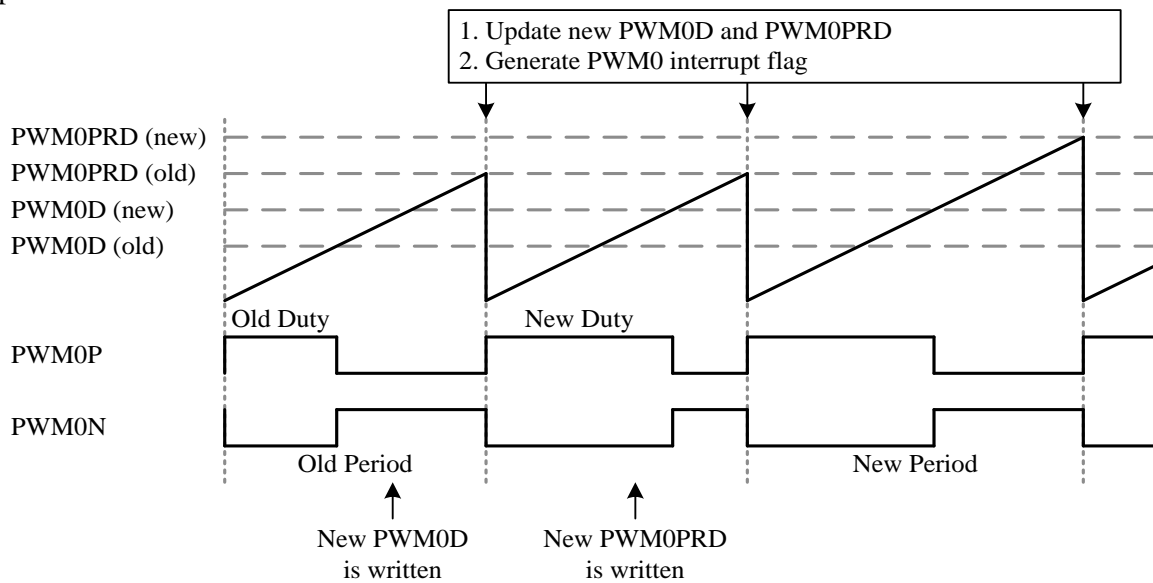 1. Update new PWM0D and PWM0PRD
2. Generate PWM0 interrupt flag
PWM0PRD (new)
PWM0PRD (old)
PWM0D (new)
PWM0D (old)
Old Duty
New Duty
PWM0P
PWM0N
Old Period
New Period
New PWM0D
is written
New PWM0PRD
is written